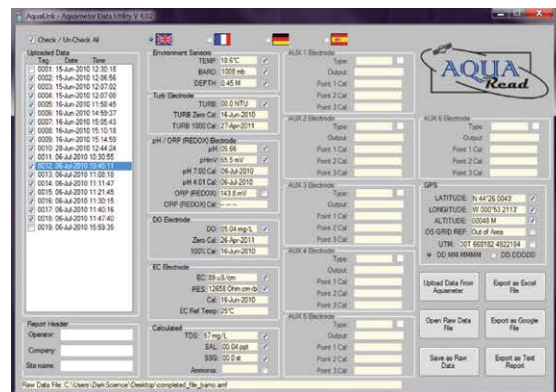 AquaLink - Aquameter Data Utility V 4.02
Check / Un-Check All
Uploaded Data
Tag Date Time
0001: 15-Jun-2010 12:30:18
0002: 15-Jun-2010 12:06:56
0003: 15-Jun-2010 12:07:02
0004: 15-Jun-2010 12:07:08
0005: 16-Jun-2010 11:58:45
0006: 16-Jun-2010 14:59:37
0007: 16-Jun-2010 15:05:43
0008: 16-Jun-2010 15:10:18
0009: 16-Jun-2010 15:14:59
0010: 28-Jun-2010 12:44:24
0011: 06-Jul-2010 10:30:55
0012: 06-Jul-2010 10:45:11
0013: 06-Jul-2010 11:08:18
0014: 06-Jul-2010 11:11:47
0015: 06-Jul-2010 11:21:45
0016: 06-Jul-2010 11:30:15
0017: 06-Jul-2010 11:40:16
0018: 06-Jul-2010 11:47:40
0019: 06-Jul-2010 15:59:35
Report Header
Operator:
Company:
Site name:
Environment Sensors
TEMP: 18.6°C
BARO: 1008 mb
DEPTH: 0.45 M
Turb Electrode
TURB: 00.0 NTU
TURB Zero Cal: 16-Jun-2010
TURB 1000 Cal: 27-Apr-2011
pH / ORP (REDOX) Electrode
pH: 05.66
pHmV: 65.5 mV
pH 7.00 Cal: 06-Jul-2010
pH 4.01 Cal: 06-Jul-2010
ORP (REDOX): 143.8 mV
ORP (REDOX) Cal: -- -- --
DO Electrode
DO: 05.04 mg/L
Zero Cal: 26-Apr-2011
100% Cal: 16-Jun-2010
EC Electrode
EC: 89 uS/cm
RES: 12658 Ohm.cm
Cal: 16-Jun-2010
EC Ref Temp: 25°C
Calculated
TDS: 57 mg/L
SAL: 00.04 ppt
SSG: 00.0 st
Ammonia:
AUX 1 Electrode
Type:
Output:
Point 1 Cal:
Point 2 Cal:
Point 3 Cal:
AUX 2 Electrode
Type:
Output:
Point 1 Cal:
Point 2 Cal:
Point 3 Cal:
AUX 3 Electrode
Type:
Output:
Point 1 Cal:
Point 2 Cal:
Point 3 Cal:
AUX 4 Electrode
Type:
Output:
Point 1 Cal:
Point 2 Cal:
Point 3 Cal:
AUX 5 Electrode
Type:
Output:
Point 1 Cal:
Point 2 Cal:
Point 3 Cal:
AQUA
Read
AUX 6 Electrode
Type:
Output:
Point 1 Cal:
Point 2 Cal:
Point 3 Cal:
GPS
LATITUDE: N 44°26.0043'
LONGITUDE: W 000°53.2113'
ALTITUDE: 00048 M
OS GRID REF: Out of Area
UTM: 30T 668182 4922184
DD MM.MMMM DD.DDDDD
Upload Data From Aquameter
Export as Excel File
Open Raw Data File
Export as Google File
Save as Raw Data
Export as Text Report
Raw Data File: C:\Users\DarkScience\Desktop\completed_file_bamo.amf